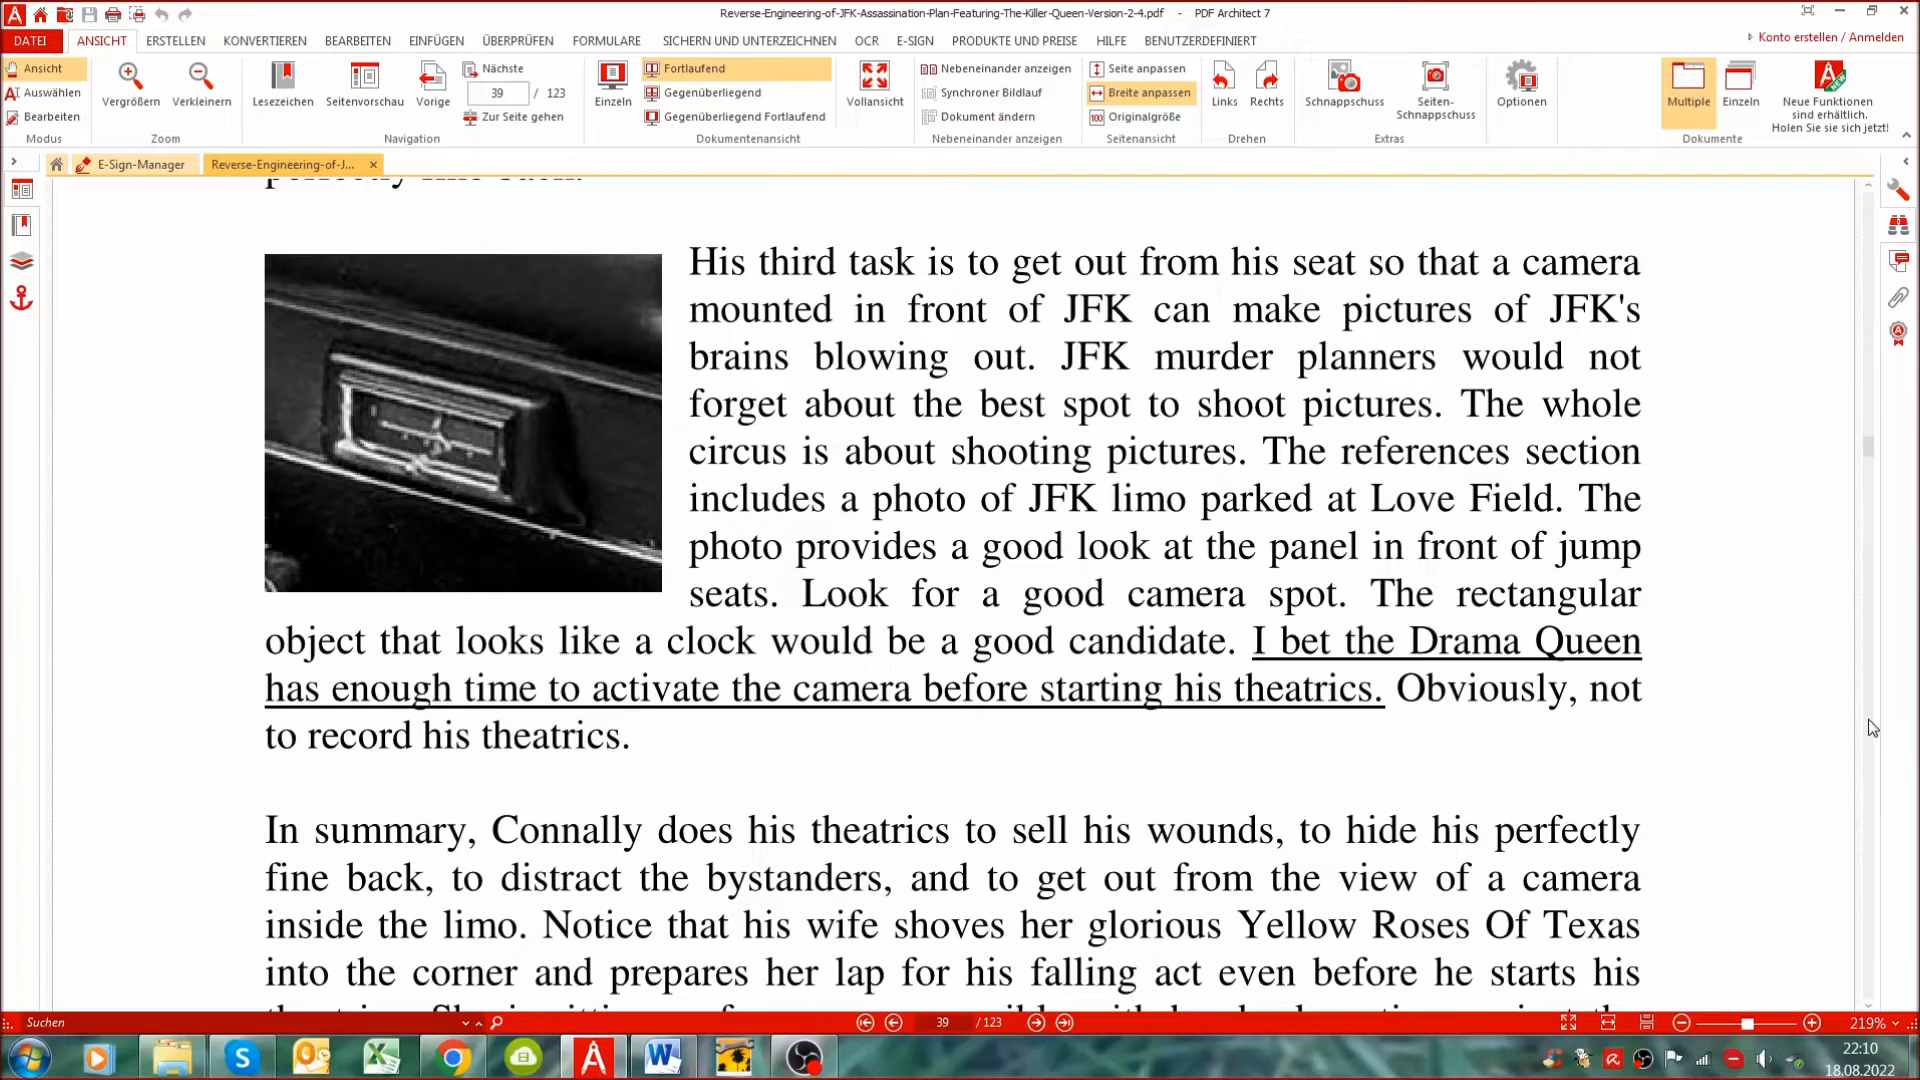 Reverse-Engineering-of-JFK-Assassination-Plan-Featuring-The-Killer-Queen-Version-2-4.pdf - PDF Architect 7
DATEI ANSICHT ERSTELLEN KONVERTIEREN BEARBEITEN EINFÜGEN ÜBERPRÜFEN FORMULARE SICHERN UND UNTERZEICHNEN OCR E-SIGN PRODUKTE UND PREISE HILFE BENUTZERDEFINIERT Konto erstellen / Anmelden
Ansicht
Auswählen
Bearbeiten
Modus
Vergrößern
Verkleinern
Zoom
Lesezeichen
Seitenvorschau
Vorige
Nächste
39 / 123
Zur Seite gehen
Navigation
Einzeln
Fortlaufend
Gegenüberliegend
Gegenüberliegend Fortlaufend
Dokumentenansicht
Vollansicht
Nebeneinander anzeigen
Synchroner Bildlauf
Dokument ändern
Nebeneinander anzeigen
Seite anpassen
Breite anpassen
100 Originalgröße
Seitenansicht
Links
Rechts
Drehen
Schnappschuss
Seiten-
Schnappschuss
Extras
Optionen
Multiple
Einzeln
Dokumente
NEW
Neue Funktionen
sind erhältlich.
Holen Sie sie sich jetzt!
E-Sign-Manager
Reverse-Engineering-of-J...
His third task is to get out from his seat so that a camera
mounted in front of JFK can make pictures of JFK's
brains blowing out. JFK murder planners would not
forget about the best spot to shoot pictures. The whole
circus is about shooting pictures. The references section
includes a photo of JFK limo parked at Love Field. The
photo provides a good look at the panel in front of jump
seats. Look for a good camera spot. The rectangular
object that looks like a clock would be a good candidate. I bet the Drama Queen
has enough time to activate the camera before starting his theatrics. Obviously, not
to record his theatrics.
In summary, Connally does his theatrics to sell his wounds, to hide his perfectly
fine back, to distract the bystanders, and to get out from the view of a camera
inside the limo. Notice that his wife shoves her glorious Yellow Roses Of Texas
into the corner and prepares her lap for his falling act even before he starts his
Suchen
39 / 123
219%
22:10
18.08.2022